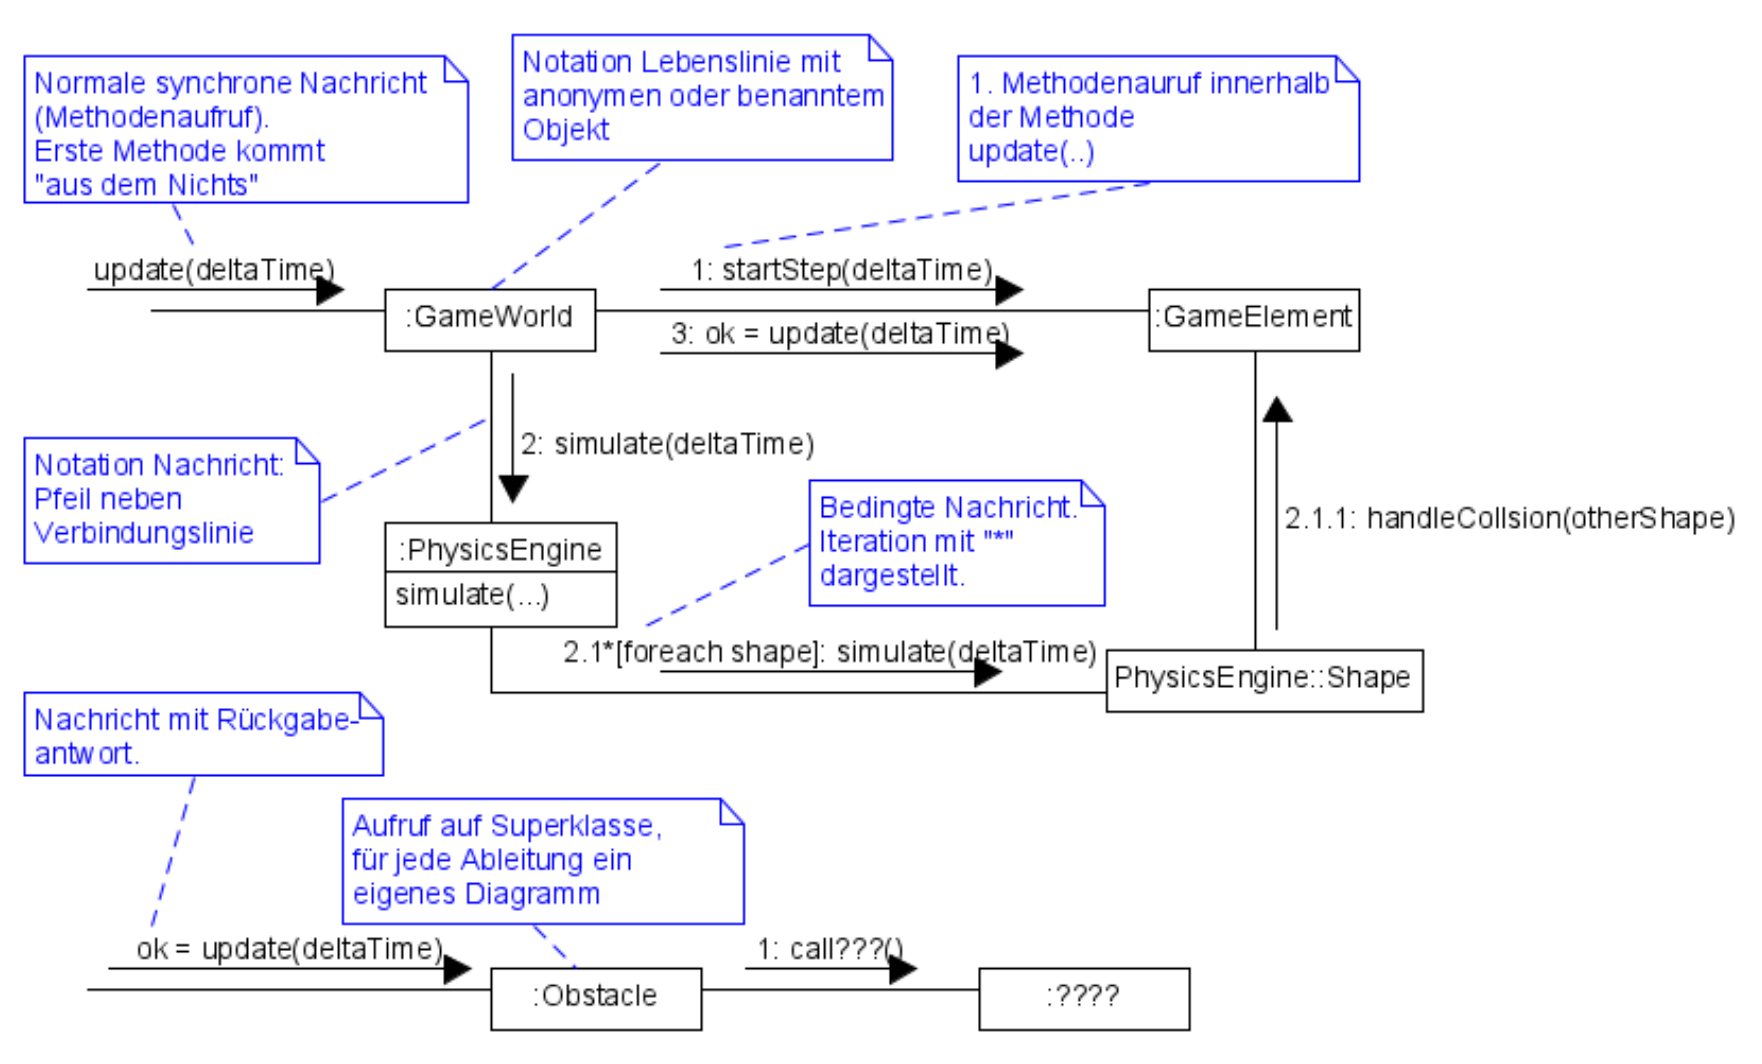 Normale synchrone Nachricht
(Methodenaufruf).
Erste Methode kommt
"aus dem Nichts"
Notation Lebenslinie mit
anonymen oder benanntem
Objekt
1. Methodenauruf innerhalb
der Methode
update(..)
update(deltaTime)
1: startStep(deltaTime)
:GameWorld
:GameElement
3: ok = update(deltaTime)
2: simulate(deltaTime)
Notation Nachricht:
Pfeil neben
Verbindungslinie
Bedingte Nachricht.
Iteration mit "*"
dargestellt.
2.1.1: handleCollsion(otherShape)
:PhysicsEngine
simulate(...)
2.1*[foreach shape]: simulate(deltaTime)
PhysicsEngine::Shape
Nachricht mit Rückgabe-
antwort.
Aufruf auf Superklasse,
für jede Ableitung ein
eigenes Diagramm
ok = update(deltaTime)
1: call???()
:Obstacle
:????